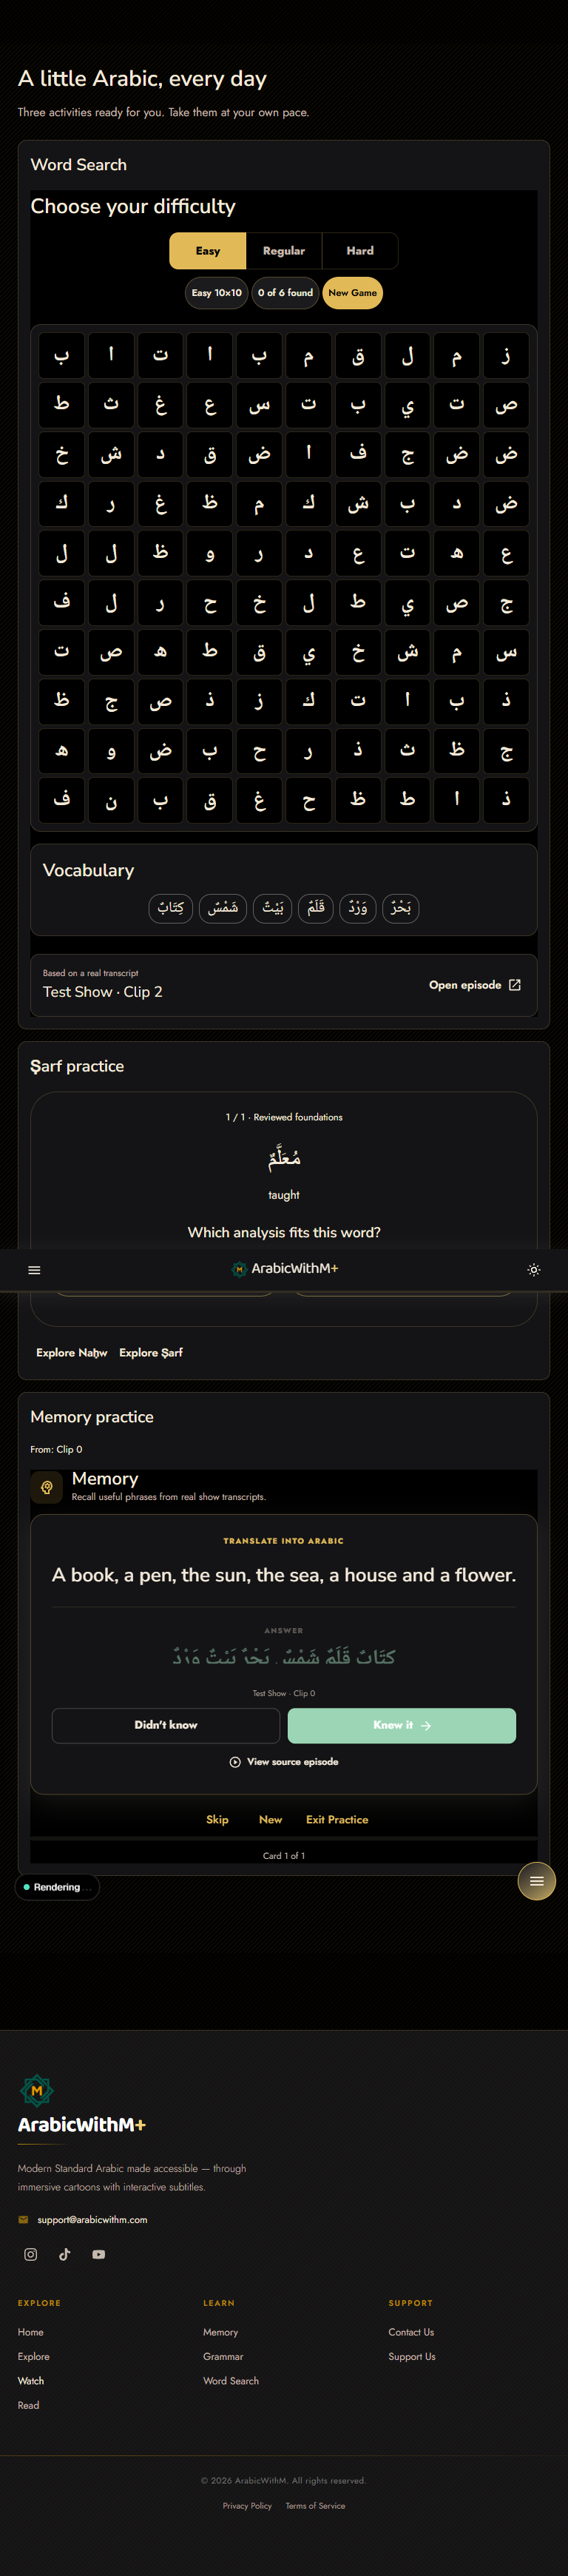 A little Arabic, every day
Three activities ready for you. Take them at your own pace.
Word Search
Choose your difficulty
Easy Regular Hard
Easy 10×10 0 of 6 found New Game
ب ا ت ا ب م ق ل م ز
ط ث غ ع س ت ب ي ت ص
خ ش د ق ض ا ف ج ض ض
ك ر غ ظ م ك ش ب د ض
ل ل ظ و ر د ع ت ه ع
ف ل ر ح خ ل ط ي ص ج
ت ص ه ط ق ي خ ش م س
ظ ج ص ذ ز ك ت ا ب ذ
ه و ض ب ح ر ذ ث ظ ج
ف ن ب ق غ ح ظ ط ا ذ
Vocabulary
كِتَابٌ شَمْسٌ بَيْتٌ قَلَمٌ وَرْدٌ بَحْرٌ
Based on a real transcript
Test Show · Clip 2
Open episode
Ṣarf practice
1 / 1 · Reviewed foundations
مُعَلَّمٌ
taught
Which analysis fits this word?
ArabicWithM+
Explore Naḥw Explore Ṣarf
Memory practice
From: Clip 0
Memory
Recall useful phrases from real show transcripts.
TRANSLATE INTO ARABIC
A book, a pen, the sun, the sea, a house and a flower.
ANSWER
كِتَابٌ قَلَمٌ شَمْسٌ بَحْرٌ بَيْتٌ وَرْدٌ
Test Show · Clip 0
Didn't know Knew it
View source episode
Skip New Exit Practice
Card 1 of 1
Rendering...
M
ArabicWithM+
Modern Standard Arabic made accessible — through
immersive cartoons with interactive subtitles.
support@arabicwithm.com
EXPLORE
Home
Explore
Watch
Read
LEARN
Memory
Grammar
Word Search
SUPPORT
Contact Us
Support Us
© 2026 ArabicWithM. All rights reserved.
Privacy Policy Terms of Service